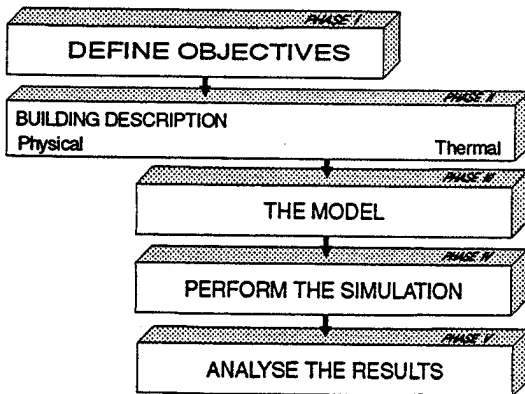 PHASE I
DEFINE OBJECTIVES
PHASE II
BUILDING DESCRIPTION
Physical Thermal
PHASE III
THE MODEL
PHASE IV
PERFORM THE SIMULATION
PHASE V
ANALYSE THE RESULTS